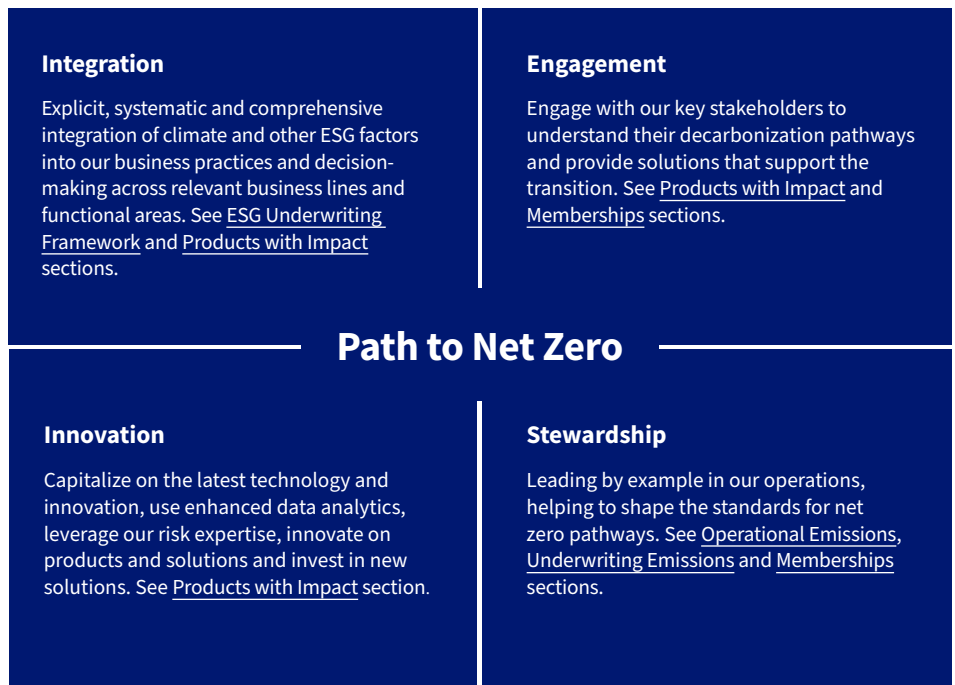 Integration
Explicit, systematic and comprehensive
integration of climate and other ESG factors
into our business practices and decision-
making across relevant business lines and
functional areas. See ESG Underwriting
Framework and Products with Impact
sections.
Engagement
Engage with our key stakeholders to
understand their decarbonization pathways
and provide solutions that support the
transition. See Products with Impact and
Memberships sections.
Path to Net Zero
Innovation
Capitalize on the latest technology and
innovation, use enhanced data analytics,
leverage our risk expertise, innovate on
products and solutions and invest in new
solutions. See Products with Impact section.
Stewardship
Leading by example in our operations,
helping to shape the standards for net
zero pathways. See Operational Emissions,
Underwriting Emissions and Memberships
sections.